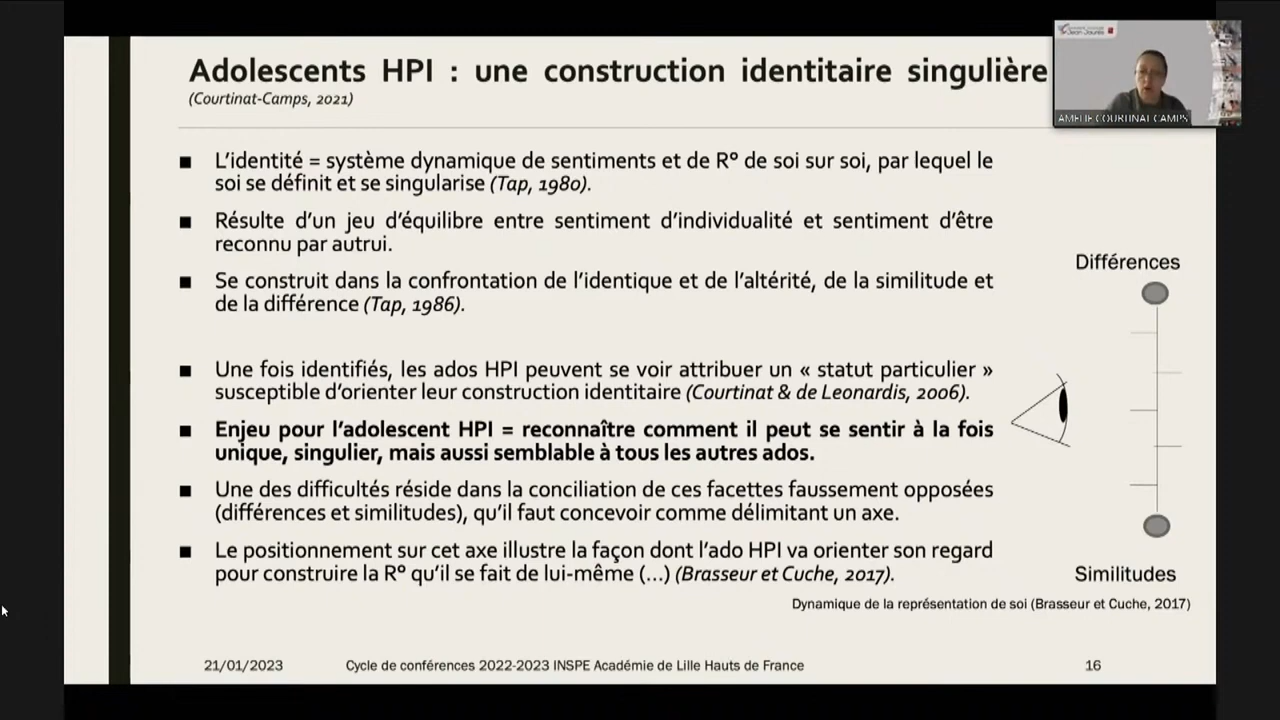 Adolescents HPI : une construction identitaire singulière
(Courtinat-Camps, 2021)
Jean Jaurès
AMELIE COURTINAT-CAMPS
■ L’identité = système dynamique de sentiments et de R° de soi sur soi, par lequel le
soi se définit et se singularise (Tap, 1980).
■ Résulte d’un jeu d’équilibre entre sentiment d’individualité et sentiment d’être
reconnu par autrui.
■ Se construit dans la confrontation de l’identique et de l’altérité, de la similitude et
de la différence (Tap, 1986).
■ Une fois identifiés, les ados HPI peuvent se voir attribuer un « statut particulier »
susceptible d’orienter leur construction identitaire (Courtinat & de Leonardis, 2006).
■ Enjeu pour l’adolescent HPI = reconnaître comment il peut se sentir à la fois
unique, singulier, mais aussi semblable à tous les autres ados.
■ Une des difficultés réside dans la conciliation de ces facettes faussement opposées
(différences et similitudes), qu’il faut concevoir comme délimitant un axe.
■ Le positionnement sur cet axe illustre la façon dont l’ado HPI va orienter son regard
pour construire la R° qu’il se fait de lui-même (...) (Brasseur et Cuche, 2017).
Différences
Similitudes
Dynamique de la représentation de soi (Brasseur et Cuche, 2017)
21/01/2023
Cycle de conférences 2022-2023 INSPE Académie de Lille Hauts de France
16